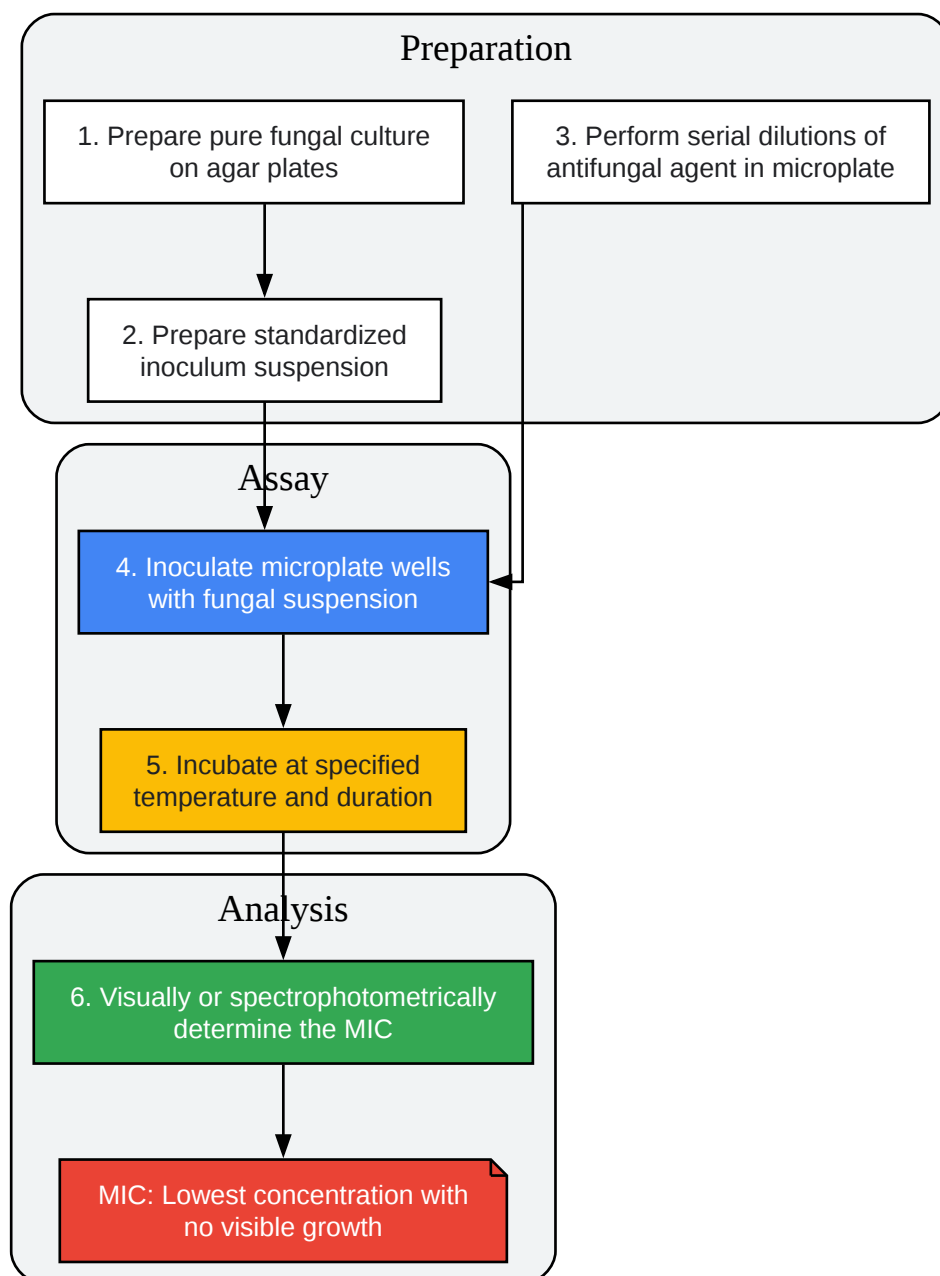 Preparation
1. Prepare pure fungal culture
on agar plates
3. Perform serial dilutions of
antifungal agent in microplate
2. Prepare standardized
inoculum suspension
Assay
4. Inoculate microplate wells
with fungal suspension
5. Incubate at specified
temperature and duration
Analysis
6. Visually or spectrophotometrically
determine the MIC
MIC: Lowest concentration with
no visible growth